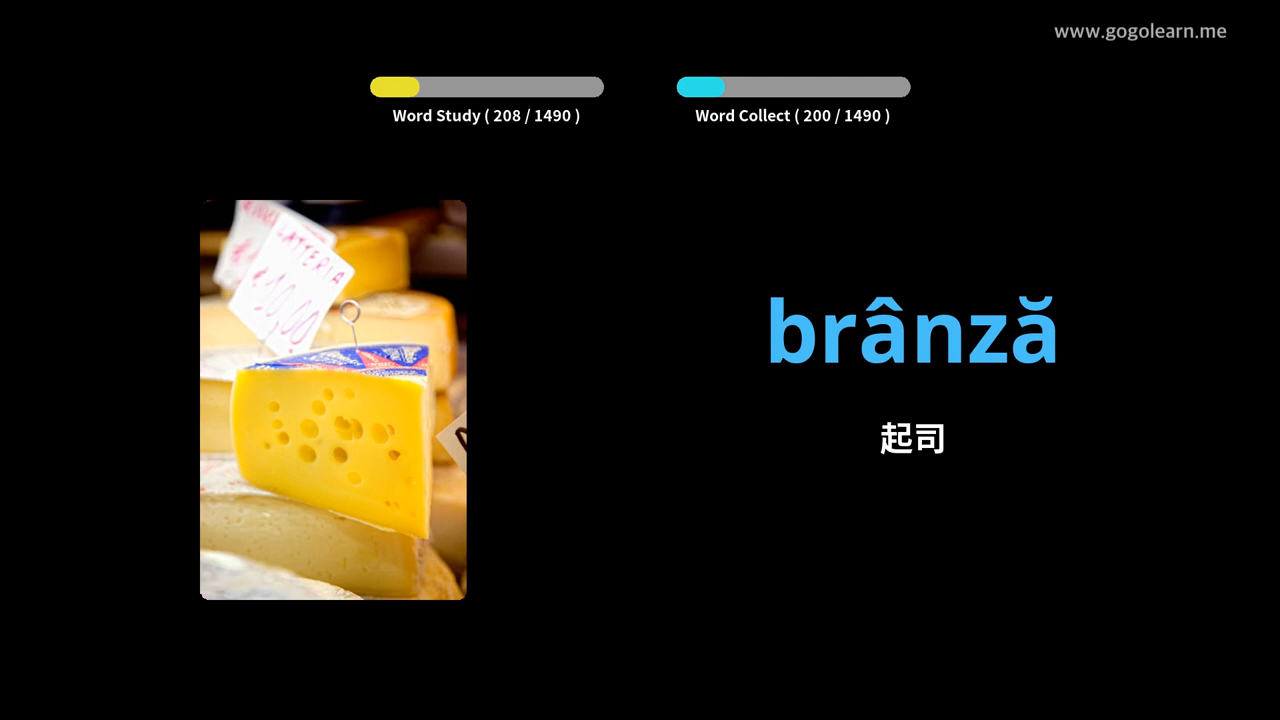 www.gogolearn.me
Word Study ( 208 / 1490 )
Word Collect ( 200 / 1490 )
LATTERIA
brânză
起司